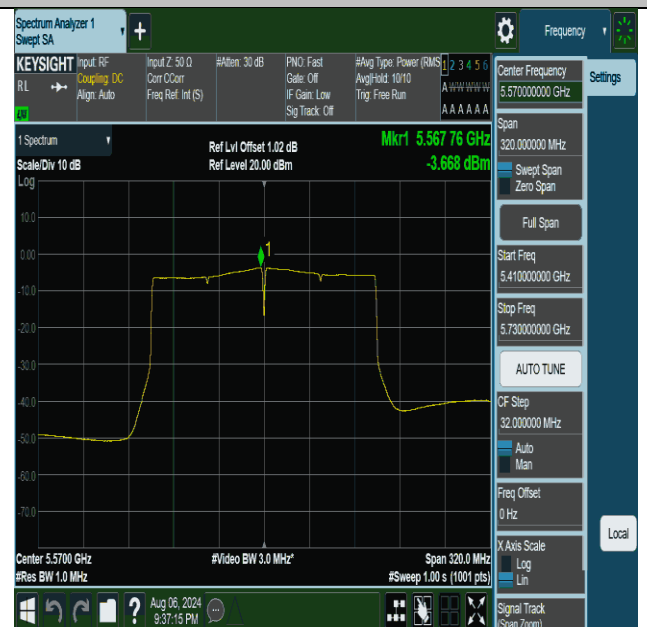 Spectrum Analyzer 1
Swept SA
Frequency
KEYSIGHT
RL
LXI
Input: RF
Coupling: DC
Align: Auto
Input Z: 50 Ω
Corr CCorr
Freq Ref: Int (S)
#Atten: 30 dB
PNO: Fast
Gate: Off
IF Gain: Low
Sig Track: Off
#Avg Type: Power (RMS
Avg|Hold: 10/10
Trig: Free Run
1 2 3 4 5 6
A W W W W W
A A A A A A
1 Spectrum
Scale/Div 10 dB
Log
Ref Lvl Offset 1.02 dB
Ref Level 20.00 dBm
Mkr1 5.567 76 GHz
-3.668 dBm
10.0
0.00
-10.0
-20.0
-30.0
-40.0
-50.0
-60.0
-70.0
1
Center 5.5700 GHz
#Res BW 1.0 MHz
#Video BW 3.0 MHz*
Span 320.0 MHz
#Sweep 1.00 s (1001 pts)
Center Frequency
5.570000000 GHz
Span
320.000000 MHz
Swept Span
Zero Span
Full Span
Start Freq
5.410000000 GHz
Stop Freq
5.730000000 GHz
AUTO TUNE
CF Step
32.000000 MHz
Auto
Man
Freq Offset
0 Hz
X Axis Scale
Log
Lin
Signal Track
(Span Zoom)
Settings
Local
Aug 06, 2024
9:37:15 PM